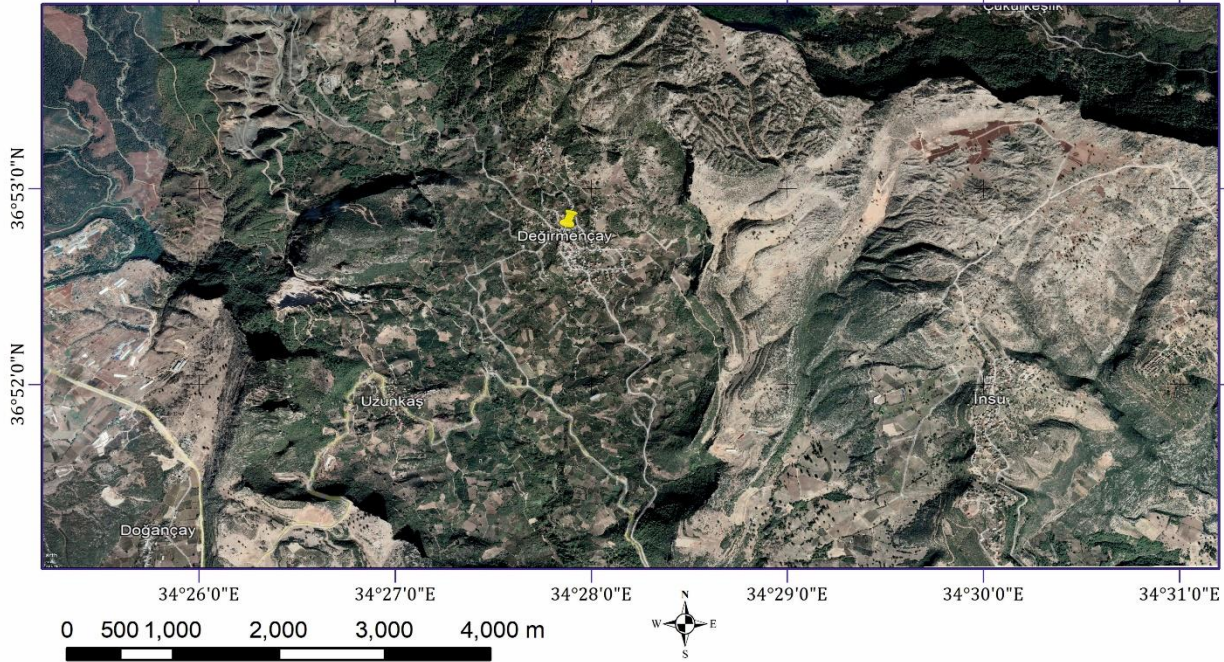 Çukurkeşlik
36°53'0"N
Değirmençay
36°52'0"N
Uzunkaş
İnsu
Doğançay
34°26'0"E 34°27'0"E 34°28'0"E 34°29'0"E 34°30'0"E 34°31'0"E
0 500 1,000 2,000 3,000 4,000 m
N
W E
S